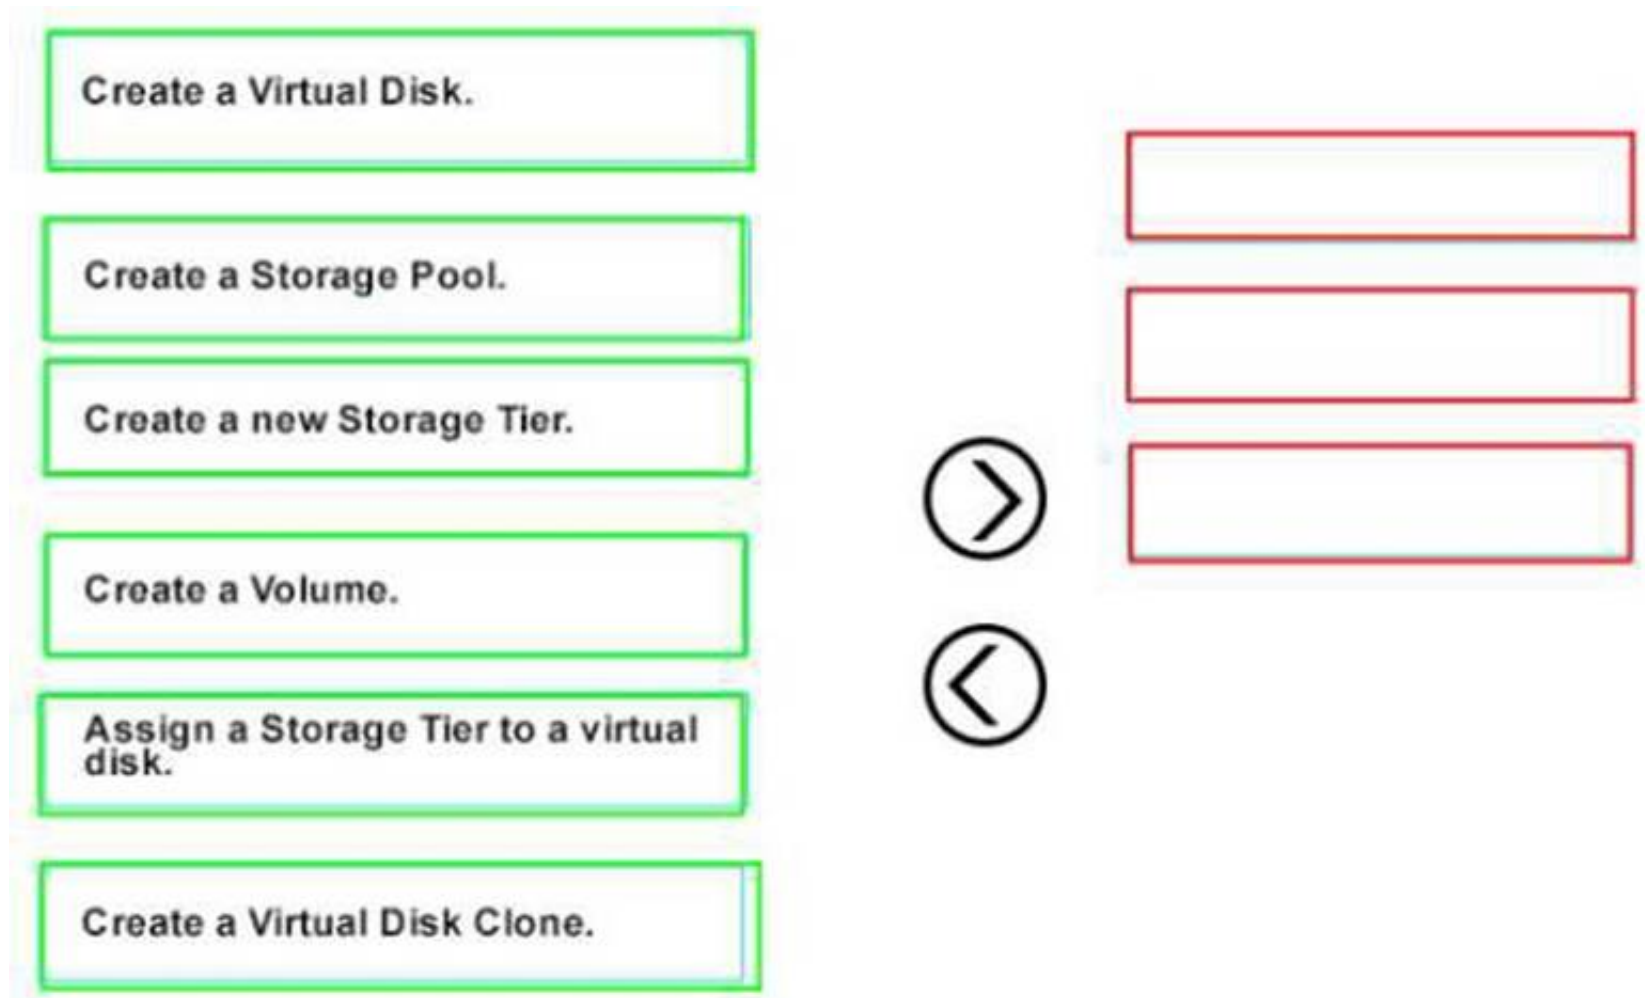 Create a Virtual Disk.
Create a Storage Pool.
Create a new Storage Tier.
Create a Volume.
Assign a Storage Tier to a virtual
disk.
Create a Virtual Disk Clone.